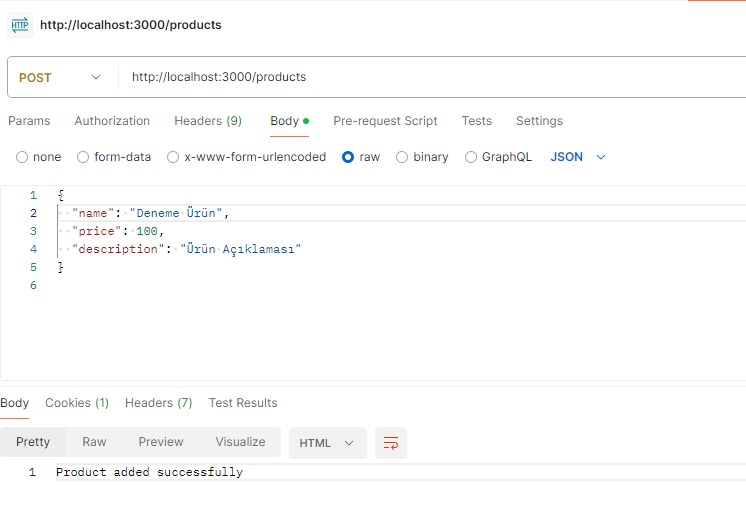 HTTP http://localhost:3000/products
POST http://localhost:3000/products
Params Authorization Headers (9) Body Pre-request Script Tests Settings
none form-data x-www-form-urlencoded raw binary GraphQL JSON
1 {
2 "name": "Deneme Ürün",
3 "price": 100,
4 "description": "Ürün Açıklaması"
5 }
6
Body Cookies (1) Headers (7) Test Results
Pretty Raw Preview Visualize HTML
1 Product added successfully